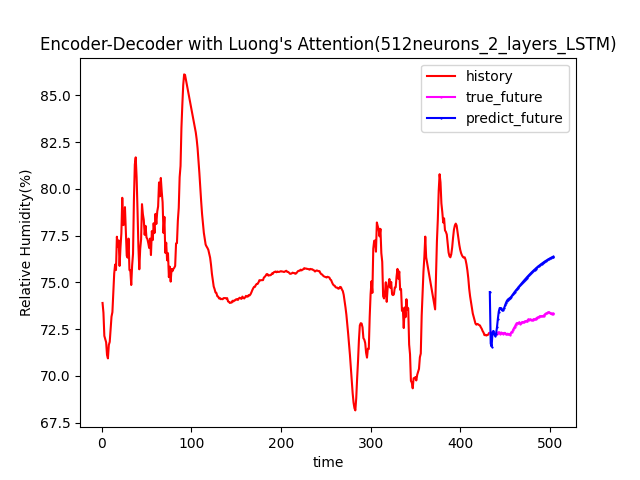 Encoder-Decoder with Luong's Attention(512neurons_2_layers_LSTM)
history
true_future
predict_future
Relative Humidity(%)
85.0
82.5
80.0
77.5
75.0
72.5
70.0
67.5
0 100 200 300 400 500
time